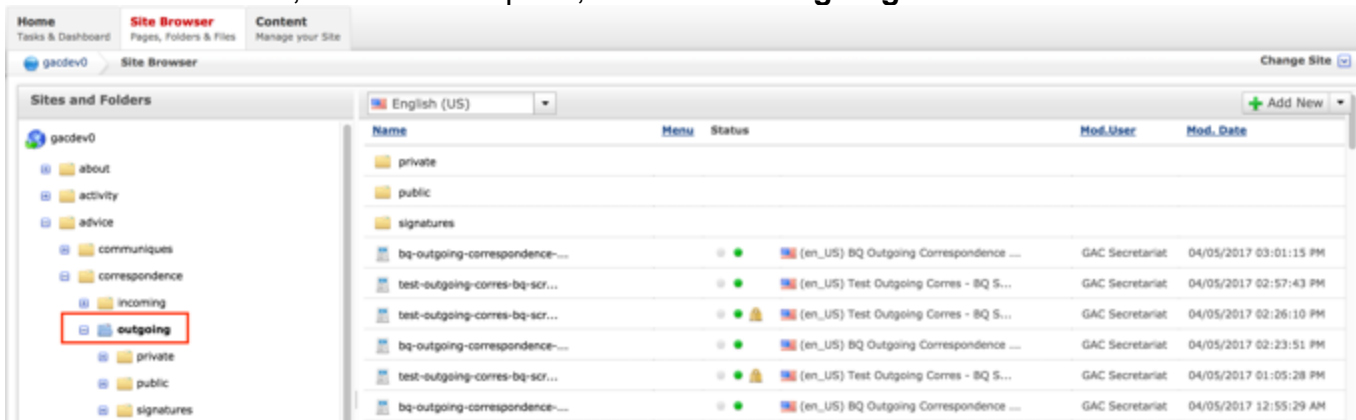 Home Site Browser Content
Tasks & Dashboard Pages, Folders & Files Manage your Site
gacdev0 Site Browser Change Site
Sites and Folders English (US) Add New
Name Menu Status Mod.User Mod. Date
gacdev0
private
about
public
activity
signatures
advice
communiques
bq-outgoing-correspondence-.... (en_US) BQ Outgoing Correspondence .... GAC Secretariat 04/05/2017 03:01:15 PM
correspondence
test-outgoing-corres-bq-scr... (en_US) Test Outgoing Corres - BQ S... GAC Secretariat 04/05/2017 02:57:43 PM
incoming
test-outgoing-corres-bq-scr... (en_US) Test Outgoing Corres - BQ S... GAC Secretariat 04/05/2017 02:26:10 PM
outgoing
bq-outgoing-correspondence-.... (en_US) BQ Outgoing Correspondence .... GAC Secretariat 04/05/2017 02:23:51 PM
private
test-outgoing-corres-bq-scr... (en_US) Test Outgoing Corres - BQ S... GAC Secretariat 04/05/2017 01:05:28 PM
public
signatures
bq-outgoing-correspondence-.... (en_US) BQ Outgoing Correspondence .... GAC Secretariat 04/05/2017 12:55:29 AM